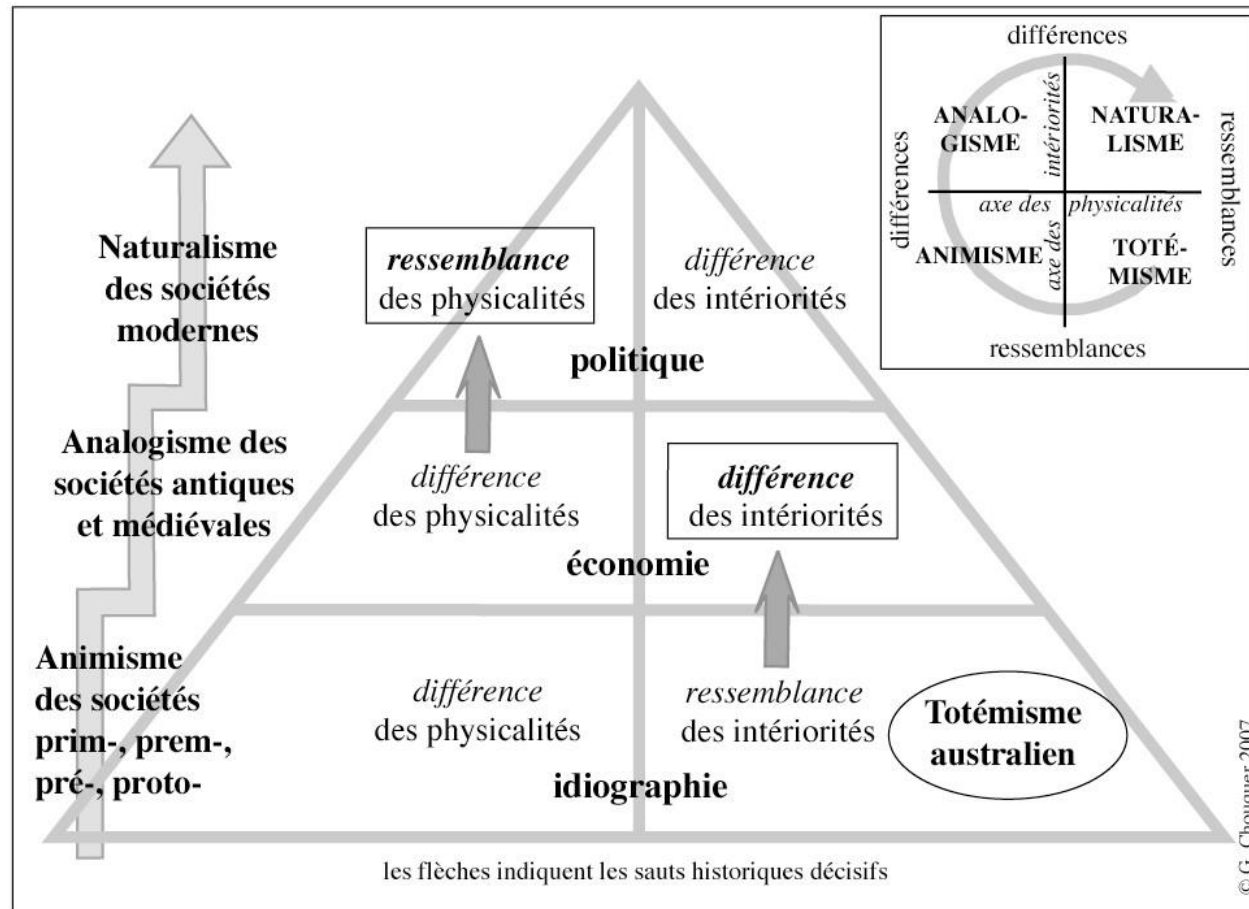 différences
différences
ressemblances
ANALO-
GISME
NATURA-
LISME
intériorités
axe des
axe des physicalités
ANIMISME
TOTÉ-
MISME
ressemblances
Naturalisme
des sociétés
modernes
ressemblance
des physicalités
différence
des intériorités
politique
Analogisme des
sociétés antiques
et médiévales
différence
des physicalités
différence
des intériorités
économie
Animisme
des sociétés
prim-, prem-,
pré-, proto-
différence
des physicalités
ressemblance
des intériorités
Totémisme
australien
idiographie
les flèches indiquent les sauts historiques décisifs
© G. Chouquer 2007